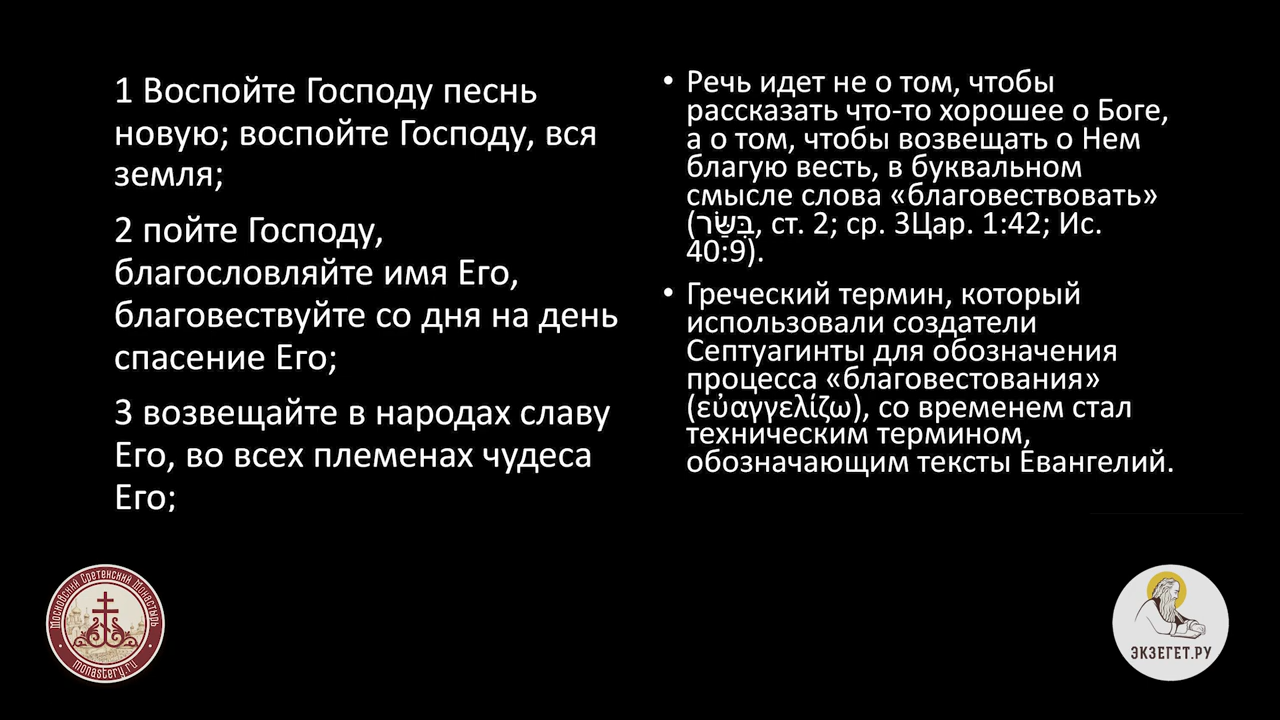 1 Воспойте Господу песнь
новую; воспойте Господу, вся
земля;
2 пойте Господу,
благословляйте имя Его,
благовествуйте со дня на день
спасение Его;
3 возвещайте в народах славу
Его, во всех племенах чудеса
Его;
• Речь идет не о том, чтобы
рассказать что-то хорошее о Боге,
а о том, чтобы возвещать о Нем
благую весть, в буквальном
смысле слова «благовествовать»
(בִּשַּׂר, ст. 2; ср. 3Цар. 1:42; Ис.
40:9).
• Греческий термин, который
использовали создатели
Септуагинты для обозначения
процесса «благовестования»
(εὐαγγελίζω), со временем стал
техническим термином,
обозначающим тексты Евангелий.
Московский Сретенский Монастырь
monastery.ru
ЭКЗЕГЕТ.РУ